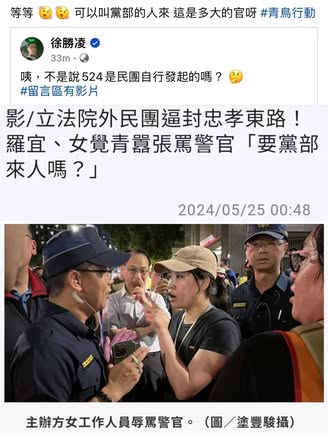 等等 😉 😉 可以叫黨部的人來 這是多大的官呀 #青鳥行動
徐勝凌
33m
咦，不是說524是民團自行發起的嗎？ 🤔
#留言區有影片
影/立法院外民團逼封忠孝東路！
羅宜、女覺青囂張罵警官「要黨部
來人嗎？」
2024/05/25 00:48
主辦方女工作人員辱罵警官。（圖／塗豐駿攝）